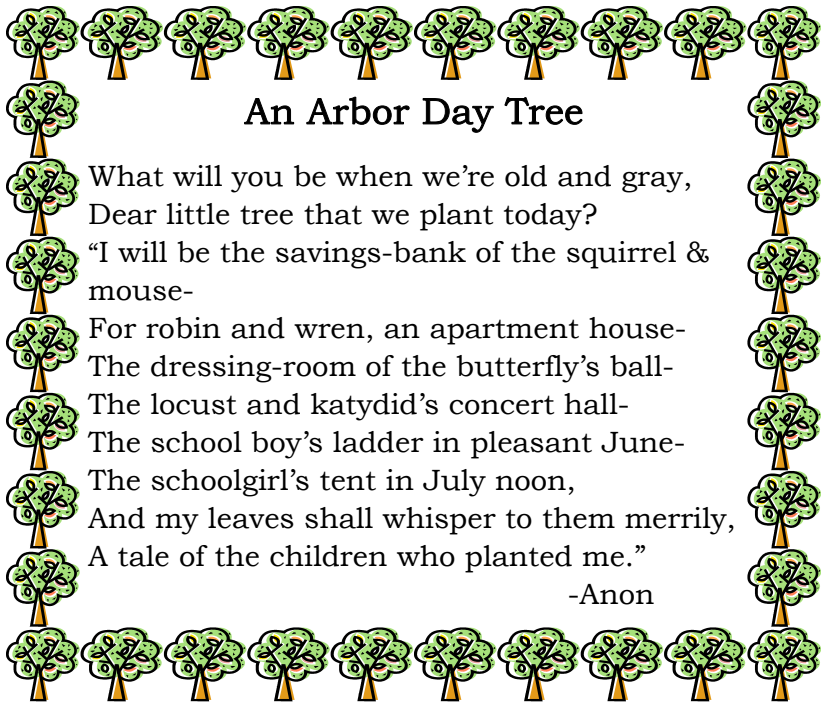 An Arbor Day Tree
What will you be when we’re old and gray,
Dear little tree that we plant today?
“I will be the savings-bank of the squirrel &
mouse-
For robin and wren, an apartment house-
The dressing-room of the butterfly’s ball-
The locust and katydid’s concert hall-
The school boy’s ladder in pleasant June-
The schoolgirl’s tent in July noon,
And my leaves shall whisper to them merrily,
A tale of the children who planted me.”
-Anon